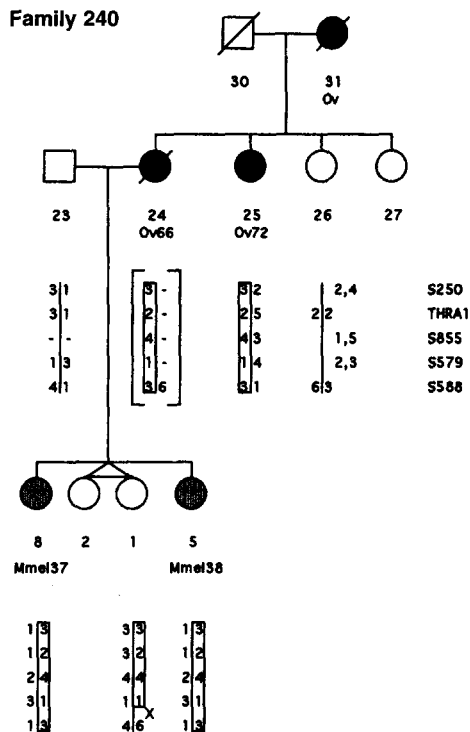 Family 240
30 31
Ov
23 24 25 26 27
Ov66 Ov72
3 1 3 - 3 2 2,4 S250
3 1 2 - 2 5 2 2 THRA1
- - 4 - 4 3 1,5 S855
1 3 1 - 1 4 2,3 S579
4 1 3 6 3 1 6 3 S588
8 2 1 5
Mmel37 Mmel38
1 3 3 3 1 3
1 2 3 2 1 2
2 4 4 4 2 4
3 1 1 1 3 1
X
1 3 4 6 1 3